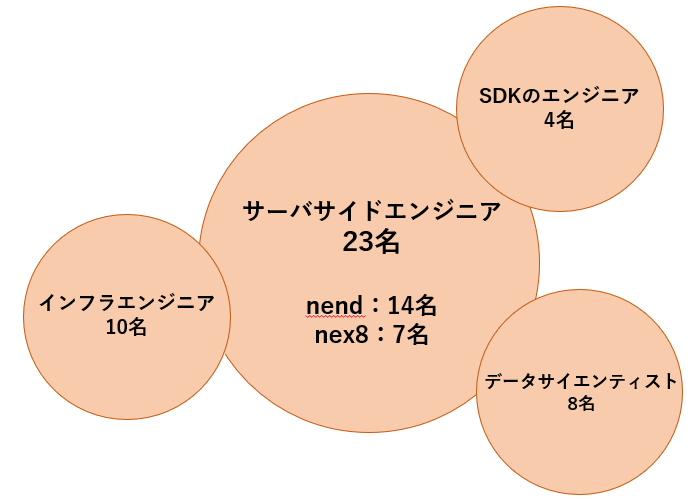 SDKのエンジニア
4名
サーバサイドエンジニア
23名
nend：14名
nex8：7名
インフラエンジニア
10名
データサイエンティスト
8名